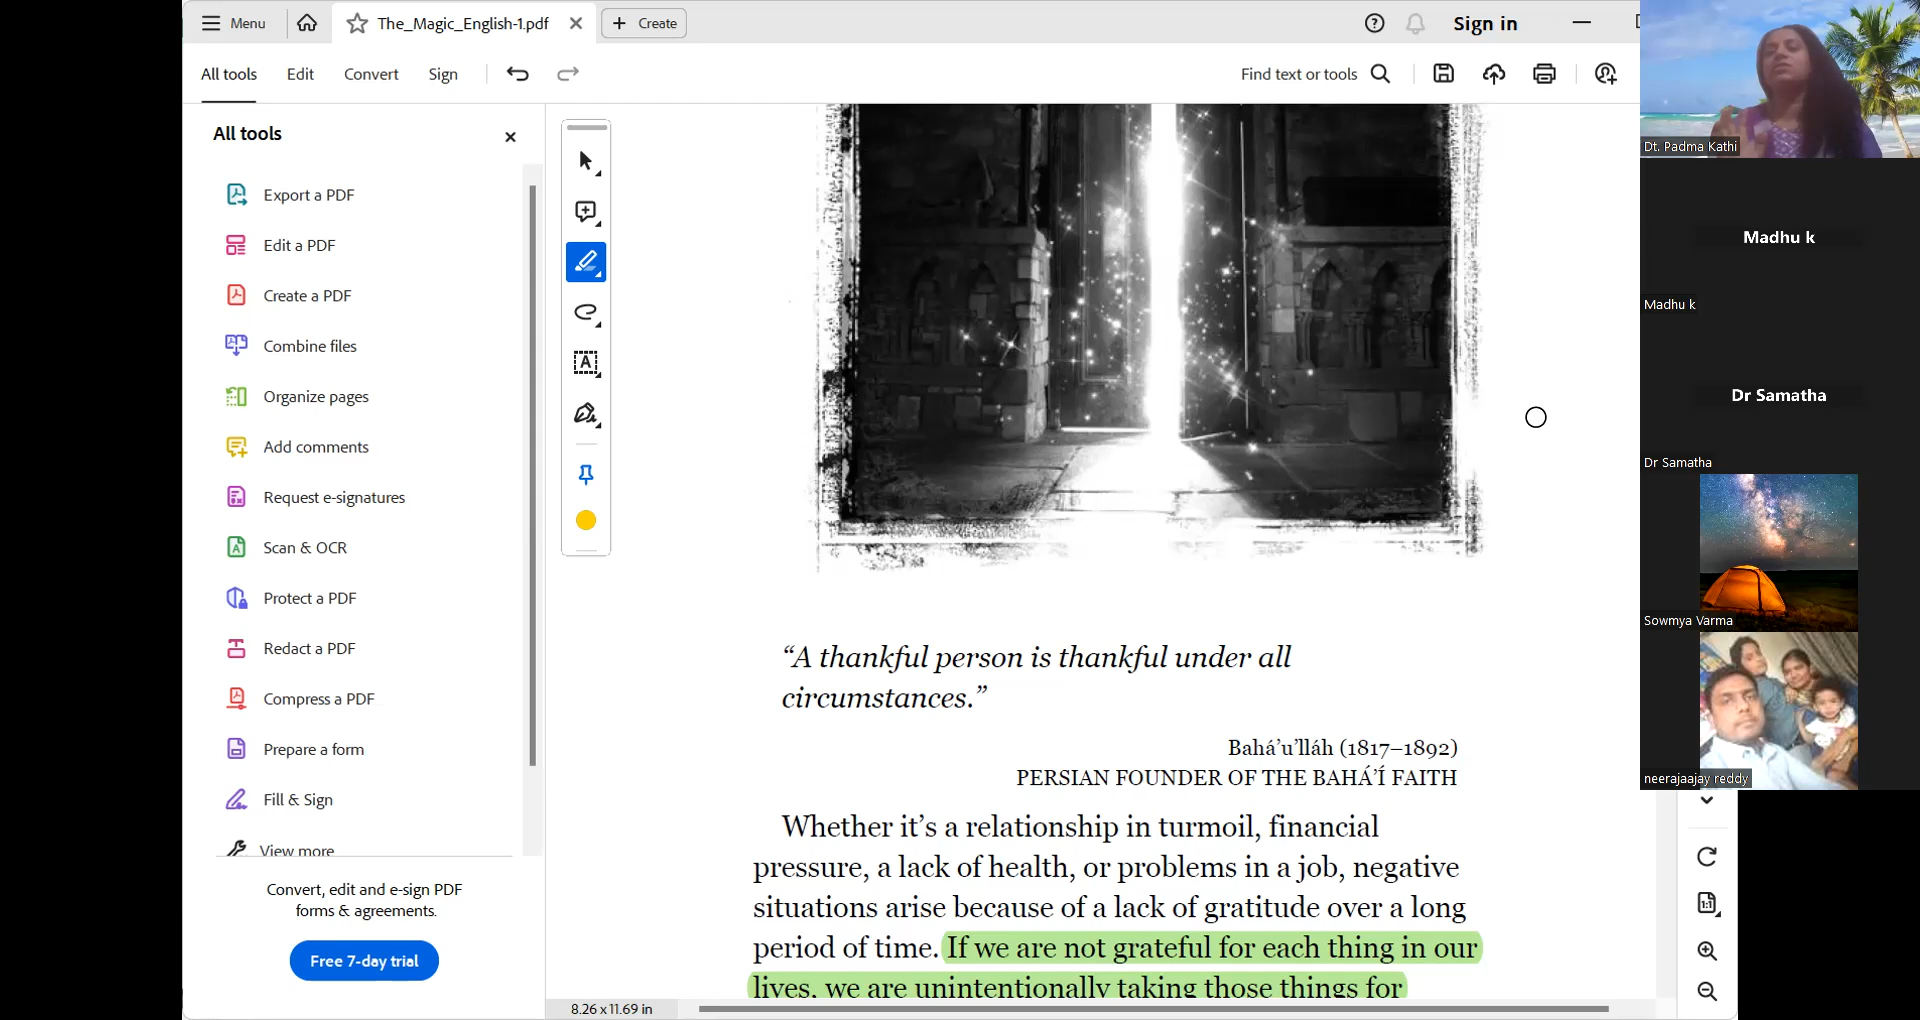 Menu
The_Magic_English-1.pdf
Create
Sign in
All tools
Edit
Convert
Sign
Find text or tools
All tools
Export a PDF
Edit a PDF
Create a PDF
Combine files
Organize pages
Add comments
Request e-signatures
Scan & OCR
Protect a PDF
Redact a PDF
Compress a PDF
Prepare a form
Fill & Sign
View more
Convert, edit and e-sign PDF
forms & agreements.
Free 7-day trial
“A thankful person is thankful under all
circumstances.”
Bahá’u’lláh (1817–1892)
PERSIAN FOUNDER OF THE BAHÁ’Í FAITH
Whether it’s a relationship in turmoil, financial
pressure, a lack of health, or problems in a job, negative
situations arise because of a lack of gratitude over a long
period of time. If we are not grateful for each thing in our
lives, we are unintentionally taking those things for
8.26 x 11.69 in
Dt. Padma Kathi
Madhu k
Madhu k
Dr Samatha
Dr Samatha
Sowmya Varma
neerajaajay reddy
1:1